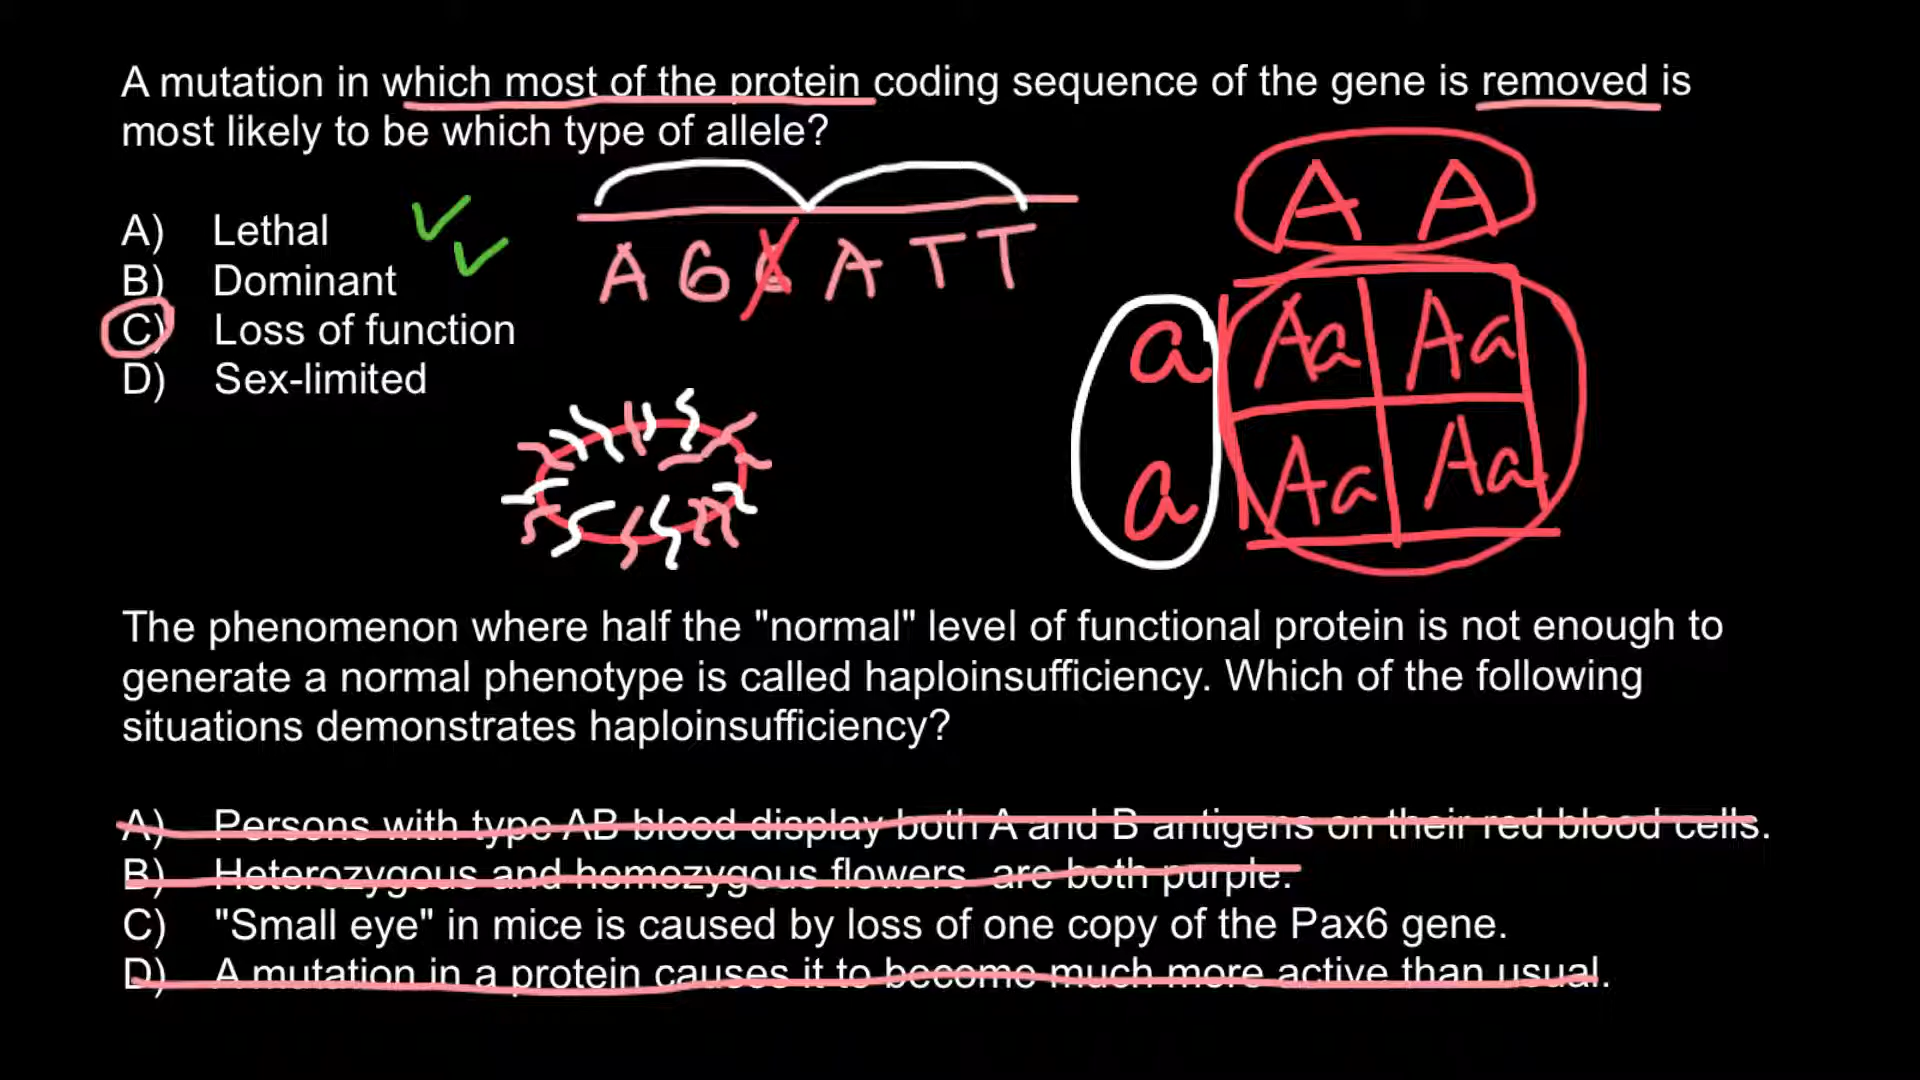 A mutation in which most of the protein coding sequence of the gene is removed is
most likely to be which type of allele?
A) Lethal
B) Dominant
C) Loss of function
D) Sex-limited
A G A T T
A A
a Aa Aa
a Aa Aa
The phenomenon where half the "normal" level of functional protein is not enough to
generate a normal phenotype is called haploinsufficiency. Which of the following
situations demonstrates haploinsufficiency?
A) Persons with type AB blood display both A and B antigens on their red blood cells.
B) Heterozygous and homozygous flowers are both purple.
C) "Small eye" in mice is caused by loss of one copy of the Pax6 gene.
D) A mutation in a protein causes it to become much more active than usual.